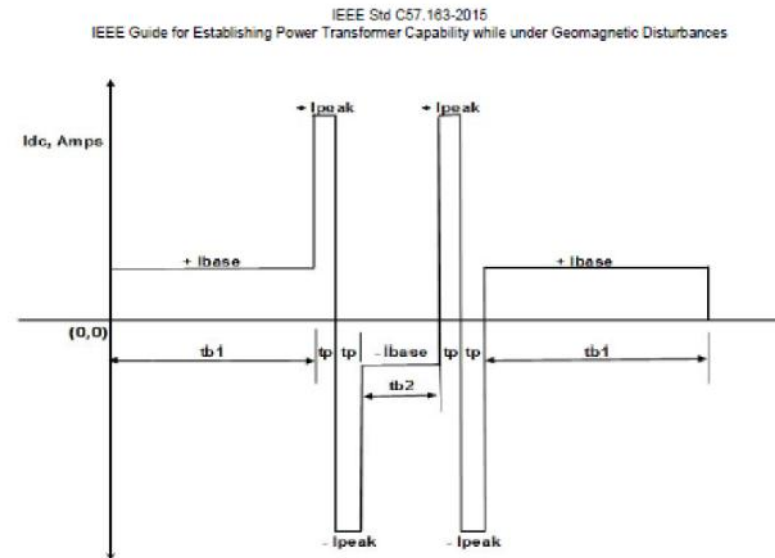 IEEE Std C57.163-2015
IEEE Guide for Establishing Power Transformer Capability while under Geomagnetic Disturbances
+ Ipeak
+ Ipeak
Idc, Amps
+ Ibase
+ Ibase
(0,0)
tb1
tp
tp
- Ibase
tp
tp
tb1
tb2
- Ipeak
- Ipeak